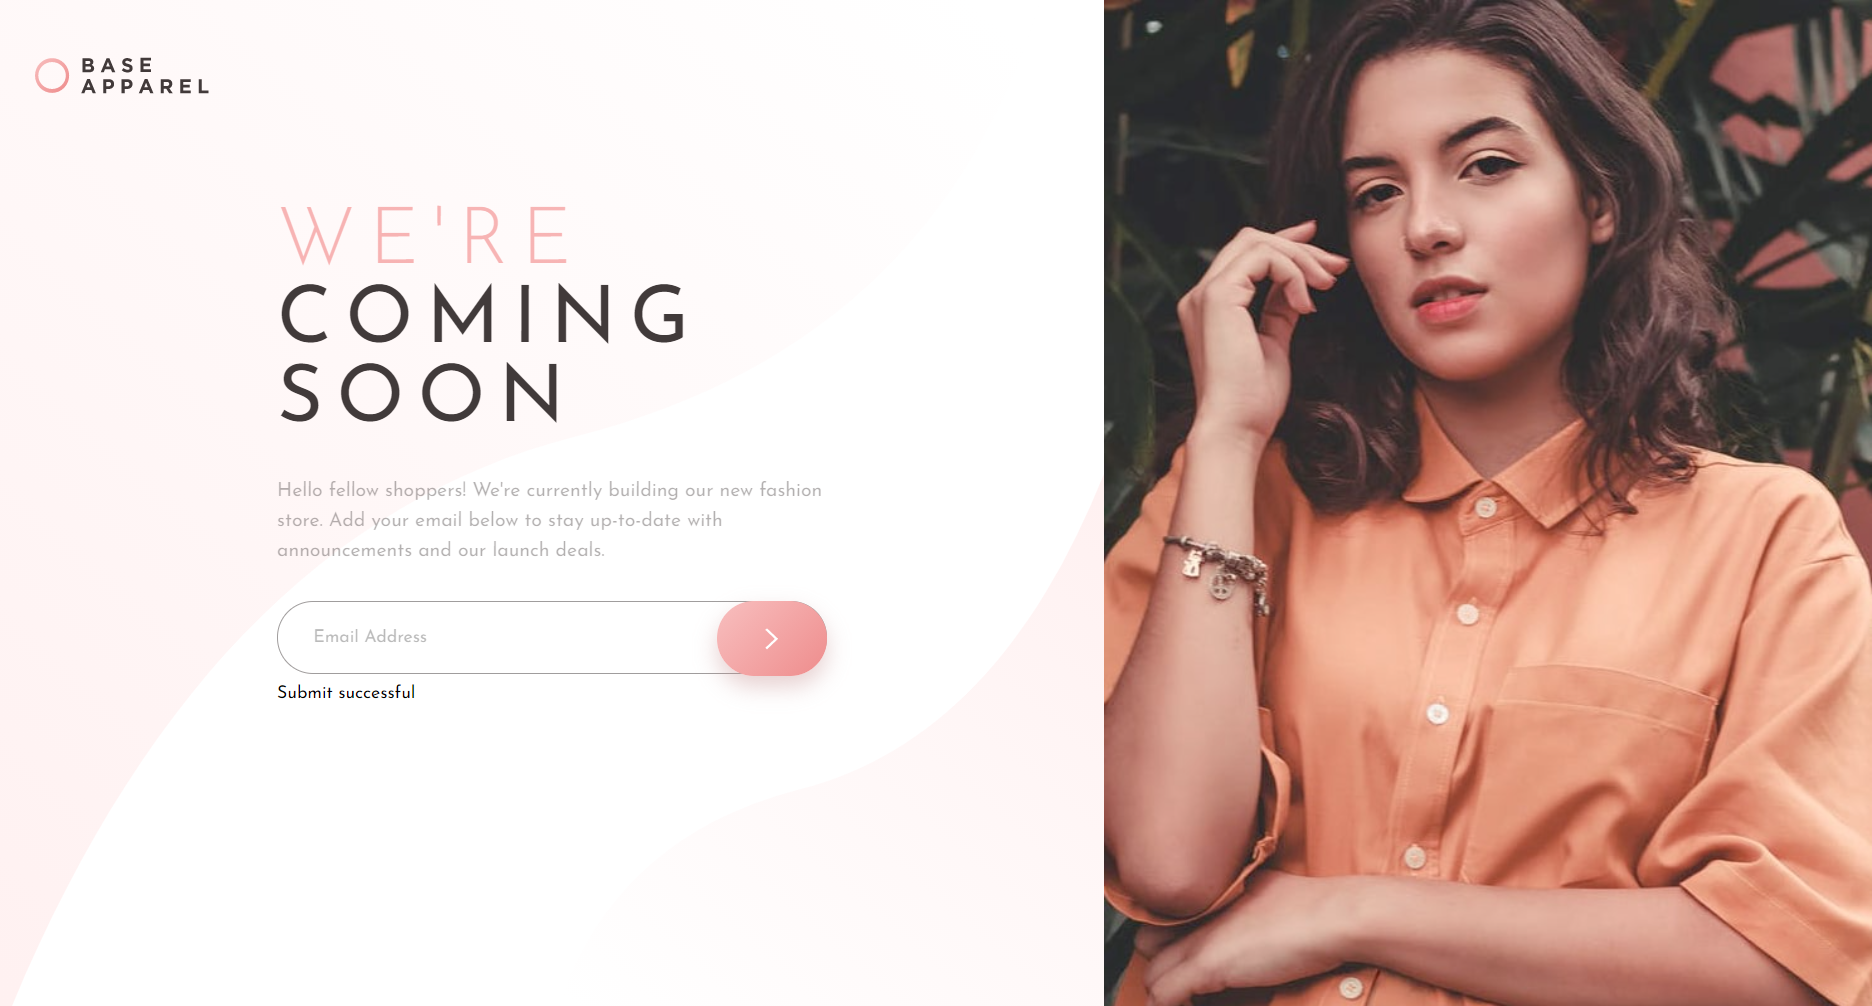 BASE
APPAREL
WE'RE
COMING
SOON
Hello fellow shoppers! We're currently building our new fashion
store. Add your email below to stay up-to-date with
announcements and our launch deals.
Email Address
Submit successful